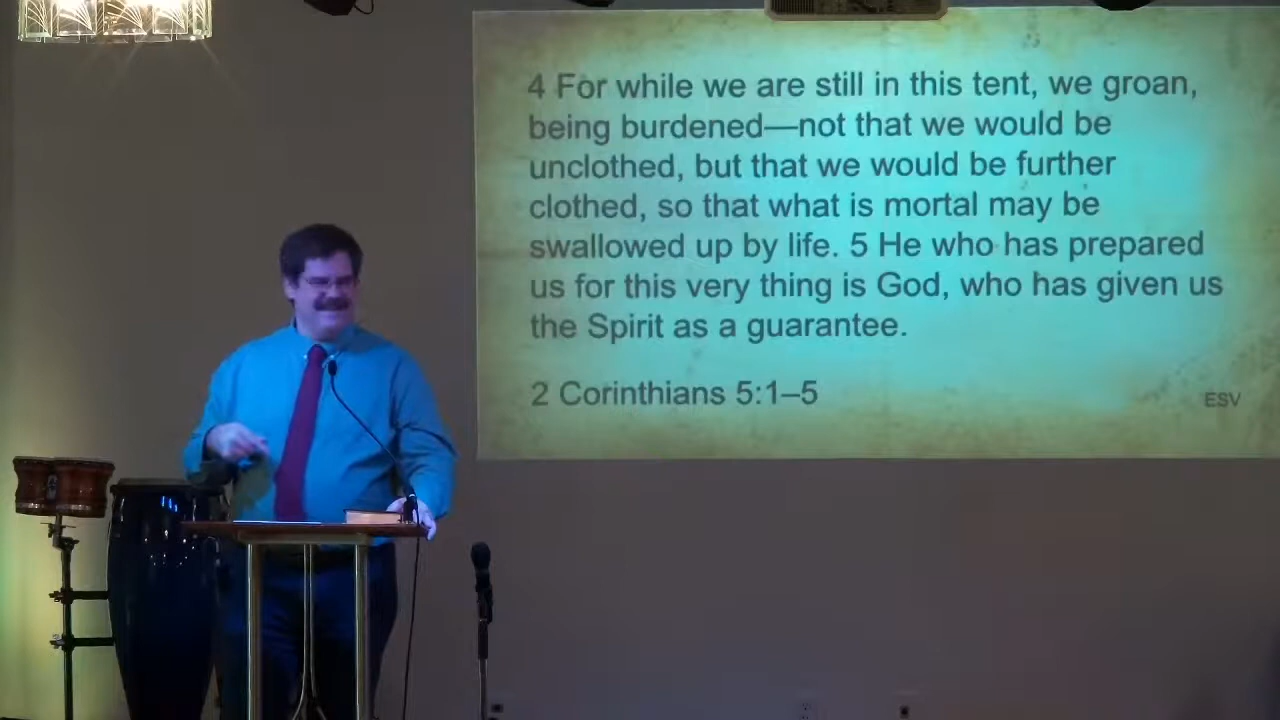 4 For while we are still in this tent, we groan,
being burdened—not that we would be
unclothed, but that we would be further
clothed, so that what is mortal may be
swallowed up by life. 5 He who has prepared
us for this very thing is God, who has given us
the Spirit as a guarantee.
2 Corinthians 5:1–5
ESV